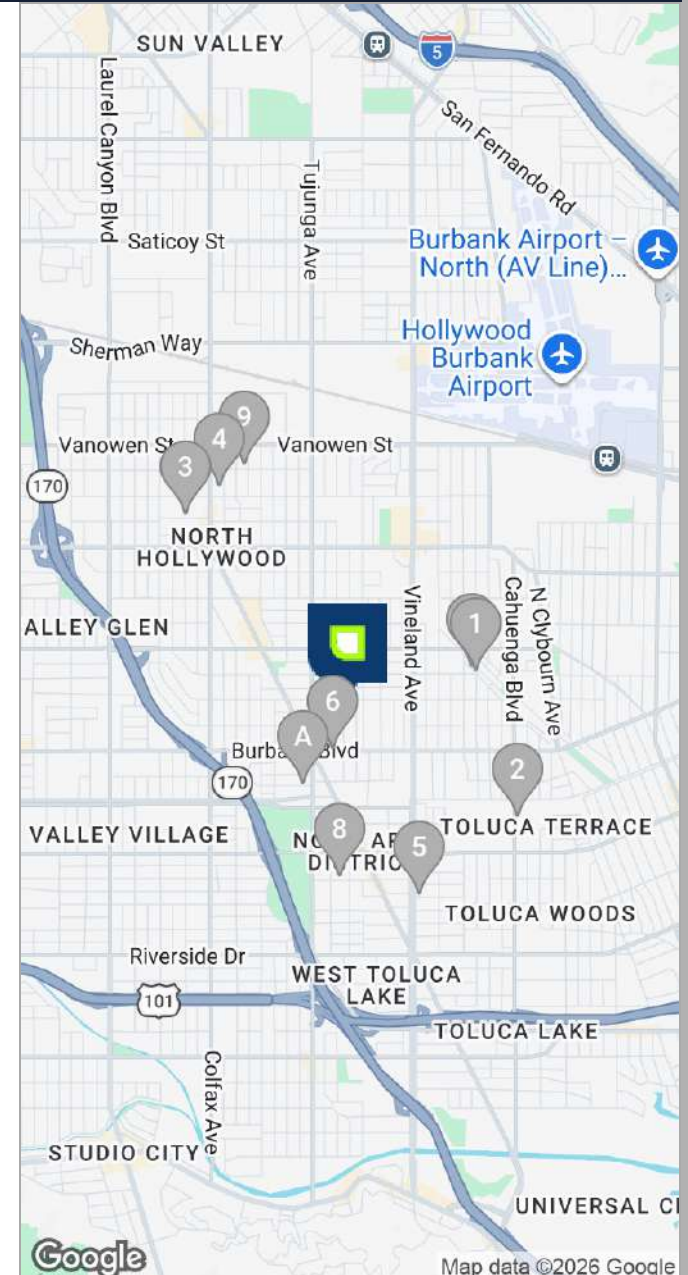 SUN VALLEY
5
Laurel Canyon Blvd
San Fernando Rd
Tujunga Ave
Saticoy St
Burbank Airport –
North (AV Line)...
Sherman Way
Hollywood
Burbank
Airport
9
4
Vanowen St
Vanowen St
3
170
NORTH
HOLLYWOOD
Vineland Ave
Cahuenga Blvd
N Clybourn Ave
1
ALLEY GLEN
6
A
Blvd
2
170
VALLEY VILLAGE
8
5
TOLUCA TERRACE
TOLUCA WOODS
Riverside Dr
WEST TOLUCA
LAKE
101
TOLUCA LAKE
Colfax Ave
STUDIO CITY
UNIVERSAL CI
Google
Map data ©2026 Google